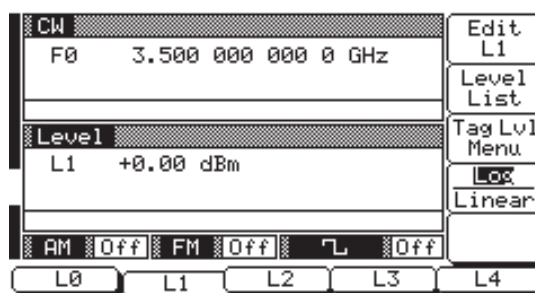 CW
F0 3.500 000 000 0 GHz
Level
L1 +0.00 dBm
AM Off FM Off Off
Edit
L1
Level
List
Tag Lvl
Menu
Log
Linear
L0 L1 L2 L3 L4